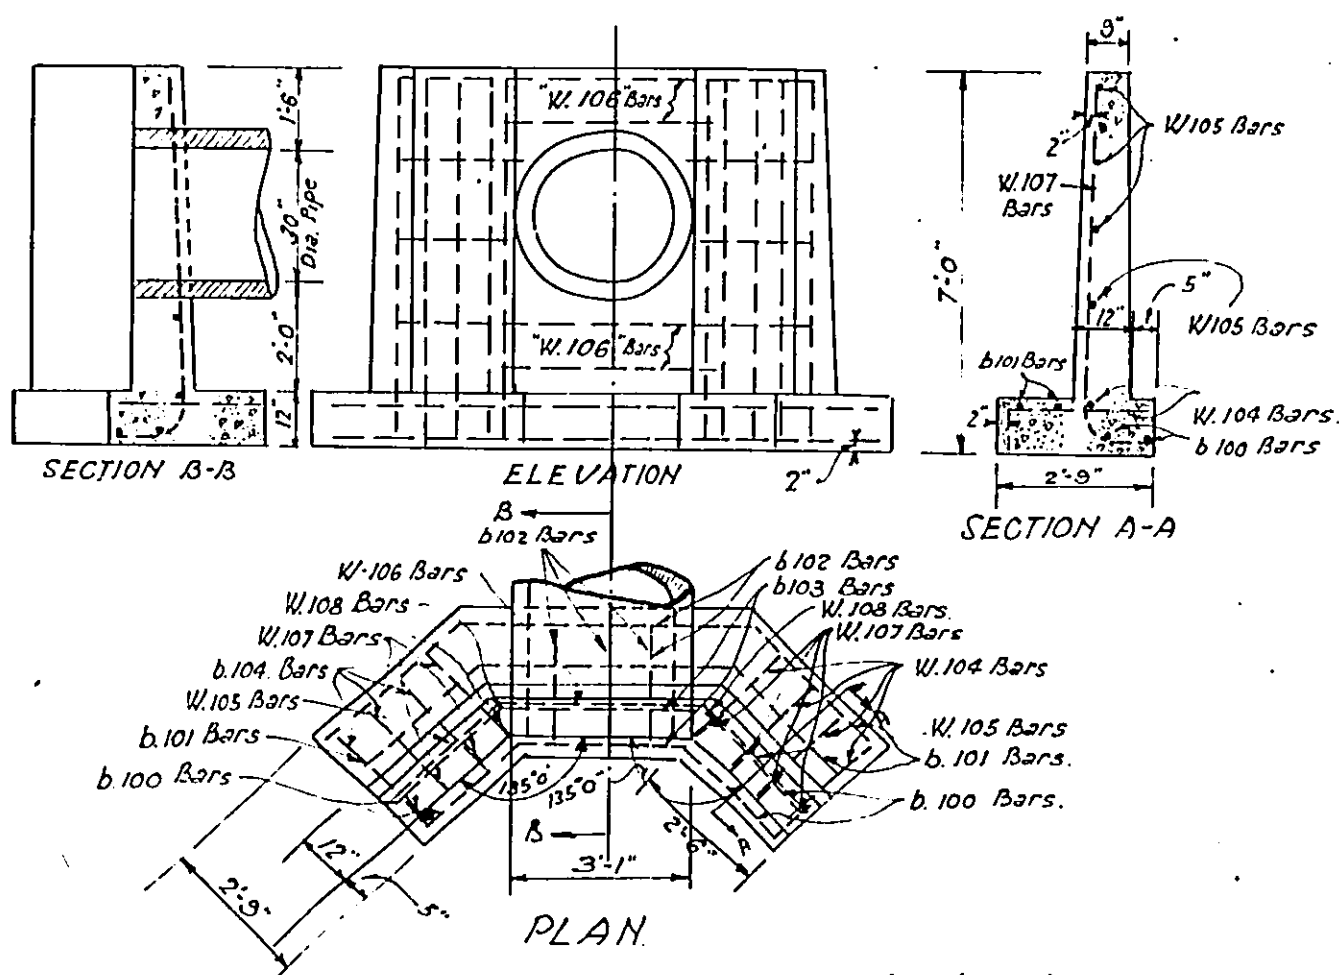 1'-6"
30"
Dia. Pipe
2'-0"
12"
SECTION B-B
"W.106" Bars
"W.106" Bars
2"
ELEVATION
9"
2"
W105 Bars
W.107
Bars
7'-0"
5"
12"
W105 Bars
b101 Bars
2"
W.104 Bars.
b100 Bars
2'-9"
SECTION A-A
B
b102 Bars
W.106 Bars
W.108 Bars
W.107 Bars
b.104 Bars
W.105 Bars
b.101 Bars
b.100 Bars
b102 Bars
b103 Bars
W.108 Bars
W.107 Bars
W.104 Bars
W.105 Bars
b.101 Bars.
b.100 Bars.
135°0'
135°0'
B
A
2'-6"
3'-1"
12"
5"
2'-9"
PLAN.